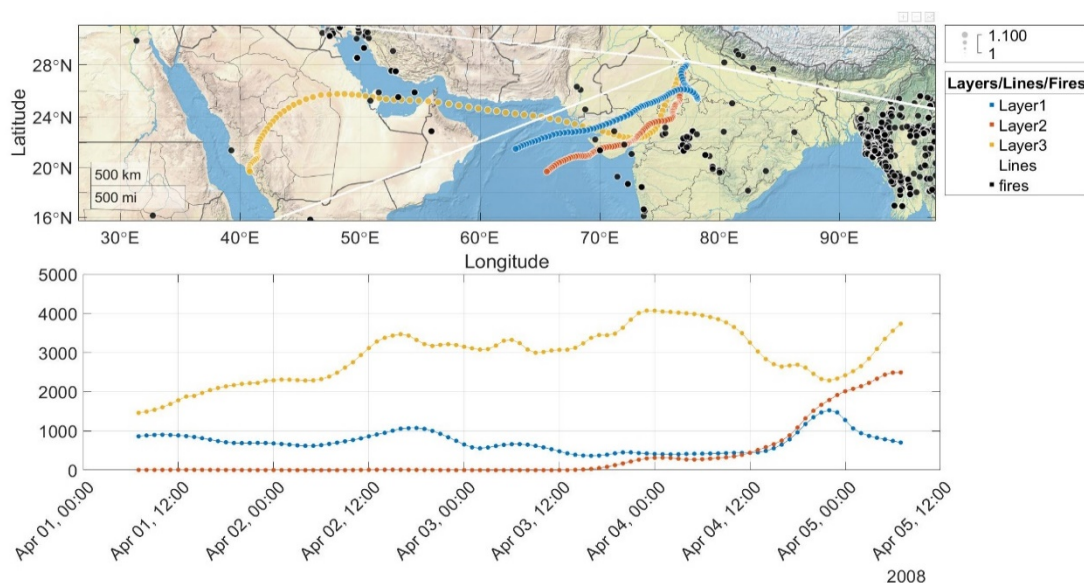 28°N
24°N
20°N
16°N
Latitude
500 km
500 mi
30°E 40°E 50°E 60°E 70°E 80°E 90°E
Longitude
1.100
1
Layers/Lines/Fires
Layer1
Layer2
Layer3
Lines
fires
5000
4000
3000
2000
1000
0
Apr 01, 00:00
Apr 01, 12:00
Apr 02, 00:00
Apr 02, 12:00
Apr 03, 00:00
Apr 03, 12:00
Apr 04, 00:00
Apr 04, 12:00
Apr 05, 00:00
Apr 05, 12:00
2008